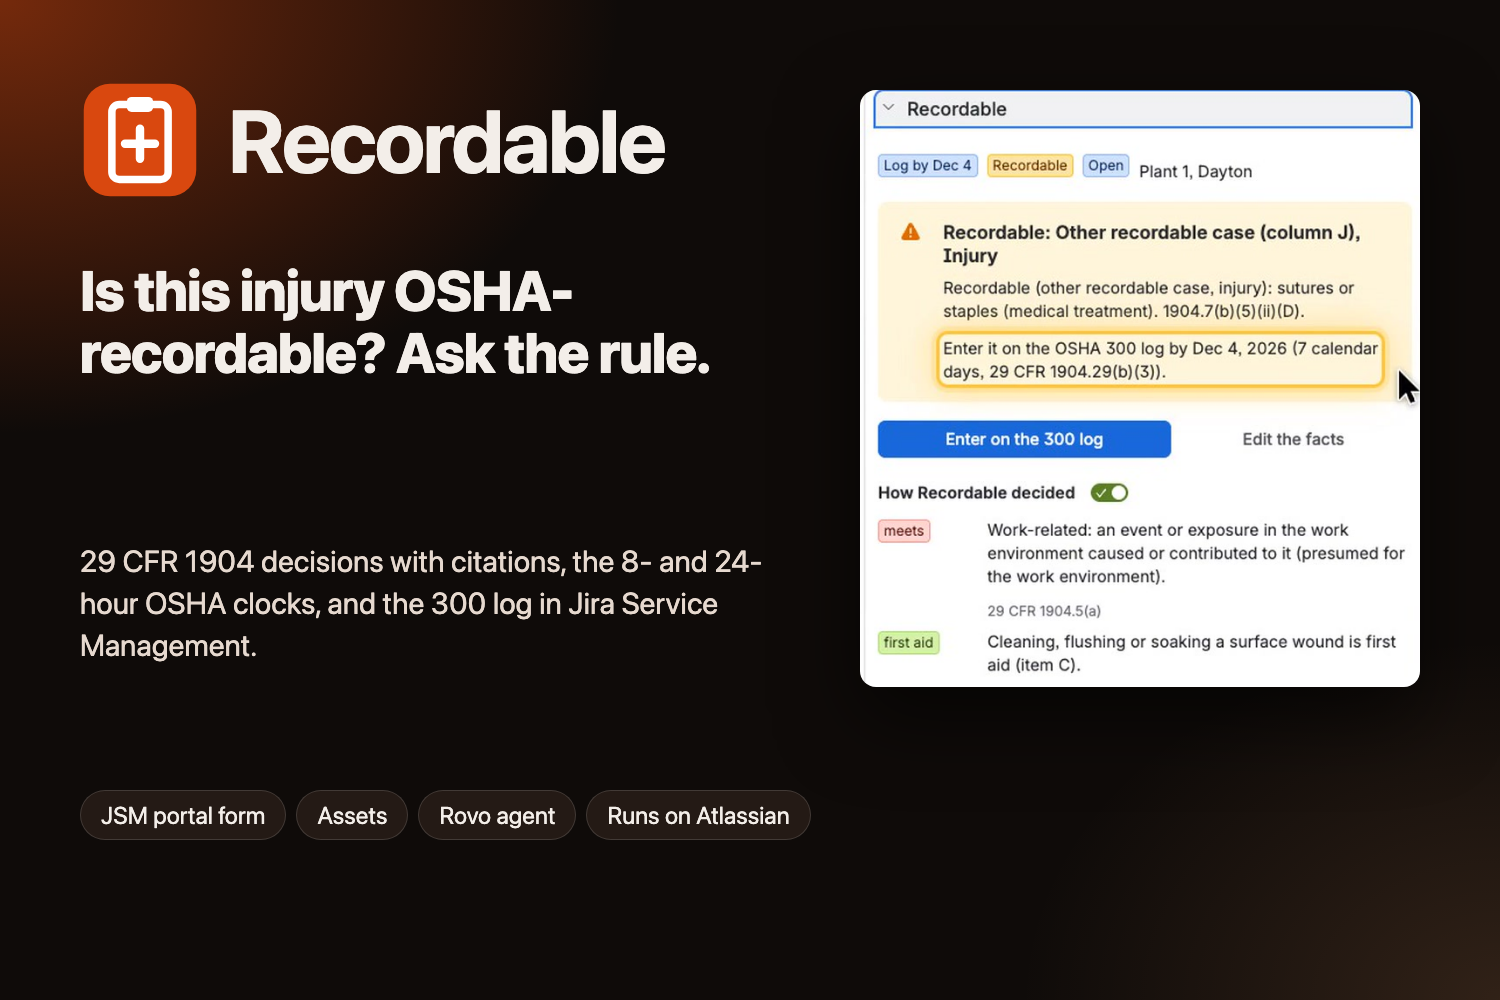 Recordable
Is this injury OSHA-
recordable? Ask the rule.
29 CFR 1904 decisions with citations, the 8- and 24-
hour OSHA clocks, and the 300 log in Jira Service
Management.
JSM portal form
Assets
Rovo agent
Runs on Atlassian
Recordable
Log by Dec 4
Recordable
Open
Plant 1, Dayton
Recordable: Other recordable case (column J),
Injury
Recordable (other recordable case, injury): sutures or
staples (medical treatment). 1904.7(b)(5)(ii)(D).
Enter it on the OSHA 300 log by Dec 4, 2026 (7 calendar
days, 29 CFR 1904.29(b)(3)).
Enter on the 300 log
Edit the facts
How Recordable decided
meets
Work-related: an event or exposure in the work
environment caused or contributed to it (presumed for
the work environment).
29 CFR 1904.5(a)
first aid
Cleaning, flushing or soaking a surface wound is first
aid (item C).